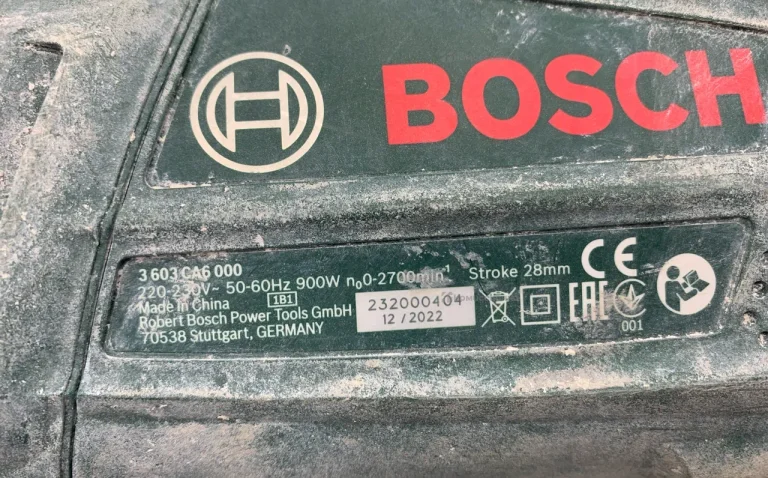 BOSCH
3 603 CA6 000
220-230V~ 50-60Hz 900W n₀0-2700min⁻¹ Stroke 28mm
Made in China 1B1
Robert Bosch Power Tools GmbH
70538 Stuttgart, GERMANY
232000404
12 / 2022
CE
EAC
001